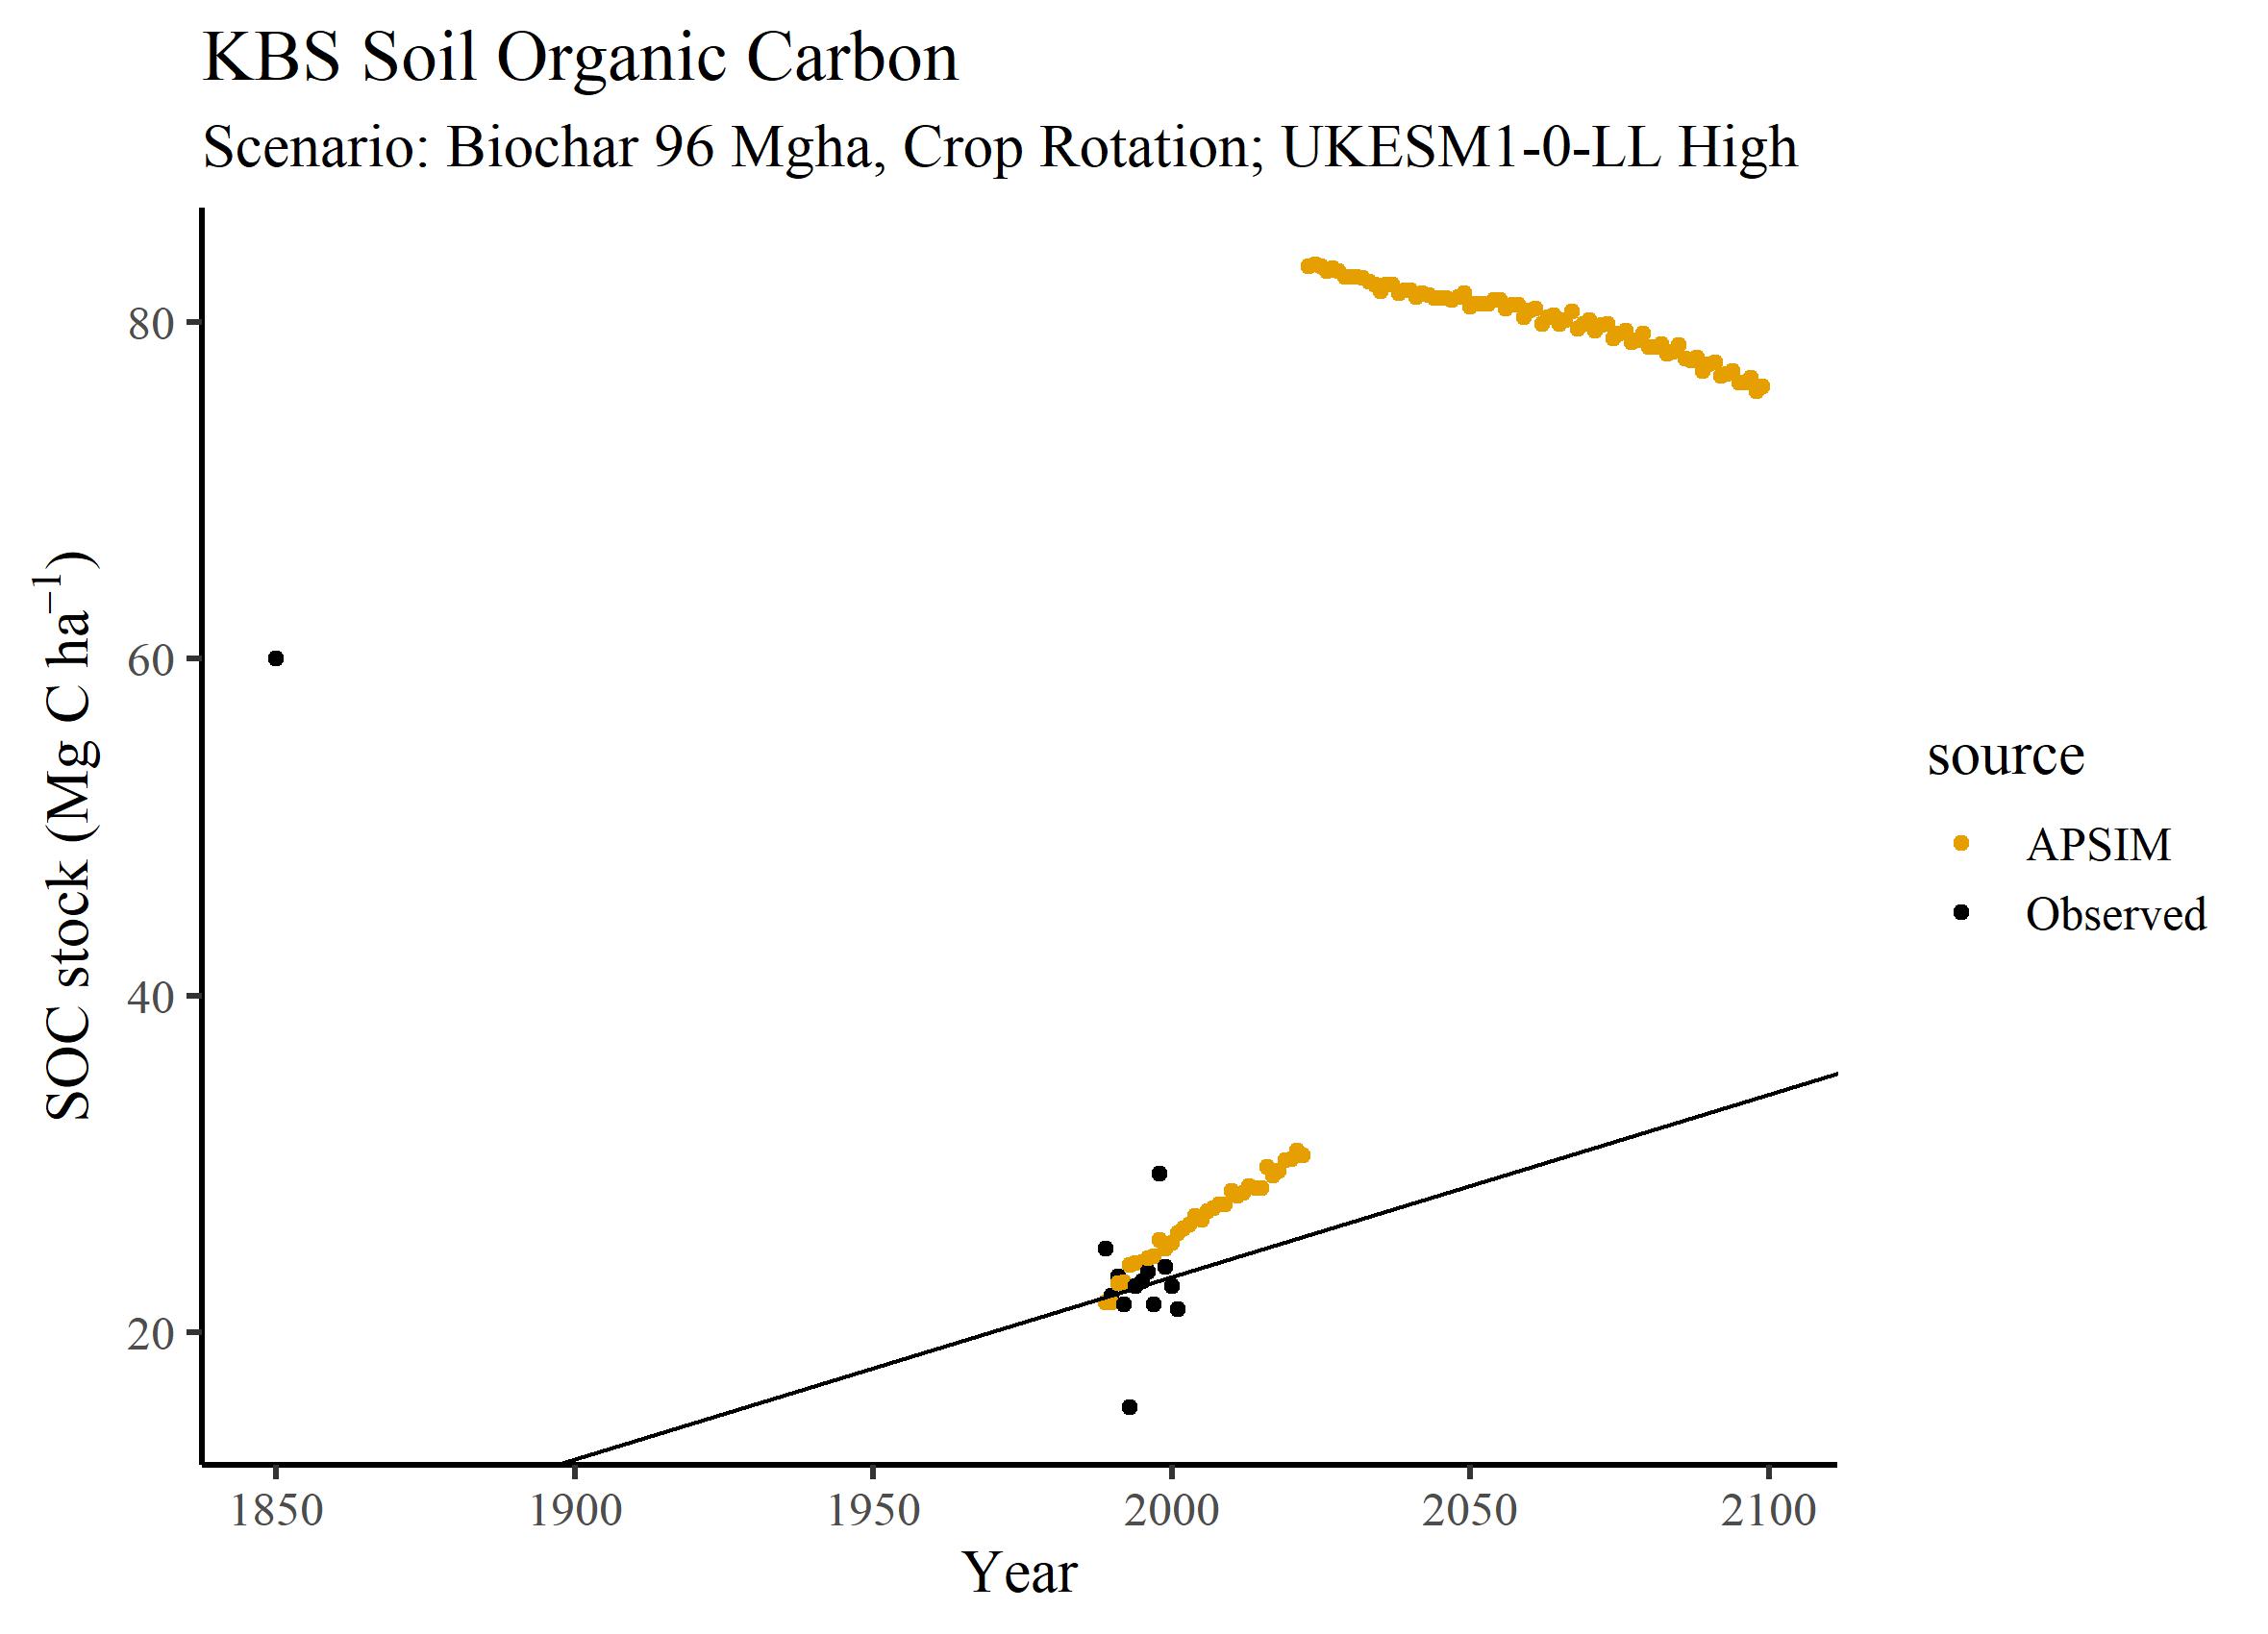 KBS Soil Organic Carbon
Scenario: Biochar 96 Mgha, Crop Rotation; UKESM1-0-LL High
SOC stock (Mg C ha⁻¹)
80
60
40
20
1850 1900 1950 2000 2050 2100
Year
source
APSIM
Observed